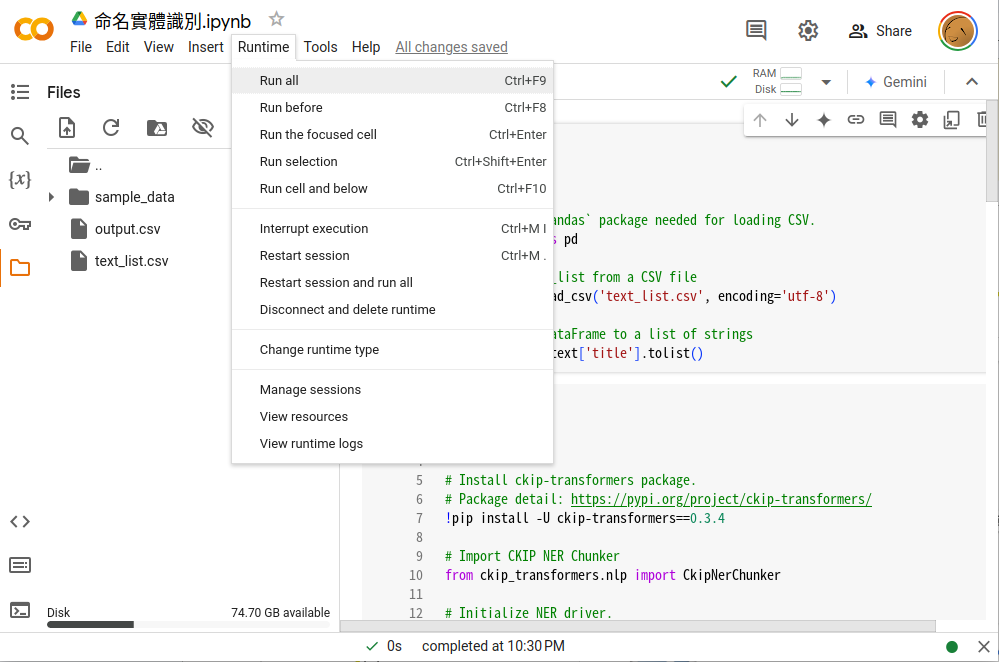 命名實體識別.ipynb
File Edit View Insert Runtime Tools Help All changes saved
Share
RAM
Disk
Gemini
Files
..
sample_data
output.csv
text_list.csv
Disk 74.70 GB available
Run all Ctrl+F9
Run before Ctrl+F8
Run the focused cell Ctrl+Enter
Run selection Ctrl+Shift+Enter
Run cell and below Ctrl+F10
Interrupt execution Ctrl+M I
Restart session Ctrl+M .
Restart session and run all
Disconnect and delete runtime
Change runtime type
Manage sessions
View resources
View runtime logs
andas` package needed for loading CSV.
s pd
_list from a CSV file
ad_csv('text_list.csv', encoding='utf-8')
ataFrame to a list of strings
text['title'].tolist()
5 # Install ckip-transformers package.
6 # Package detail: https://pypi.org/project/ckip-transformers/
7 !pip install -U ckip-transformers==0.3.4
8
9 # Import CKIP NER Chunker
10 from ckip_transformers.nlp import CkipNerChunker
11
12 # Initialize NER driver.
0s completed at 10:30 PM